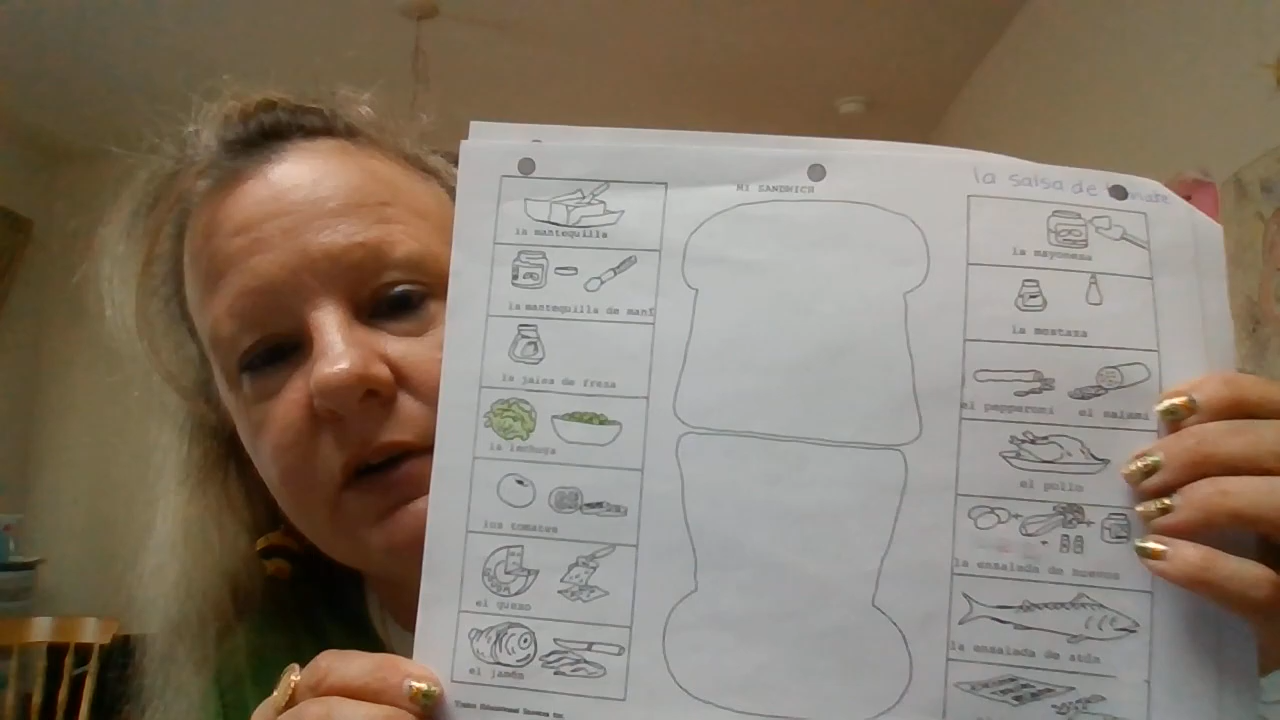 la salsa de tomate
MI SANDWICH
la mantequilla
la mantequilla de maní
la jalea de fresa
la lechuga
los tomates
el queso
el jamón
la mayonesa
la mostaza
el pepperoni el salami
el pollo
la ensalada de huevos
la ensalada de atún